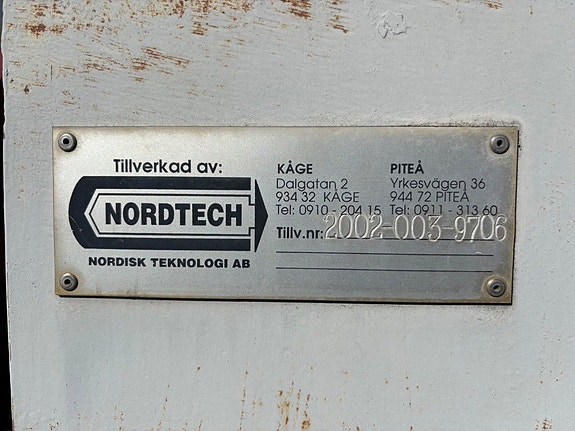 Tillverkad av:
NORDTECH
NORDISK TEKNOLOGI AB
KÅGE
Dalgatan 2
934 32 KÅGE
Tel: 0910 - 204 15
PITEÅ
Yrkesvägen 36
944 72 PITEÅ
Tel: 0911 - 313 60
Tillv.nr: 2002-003-9706